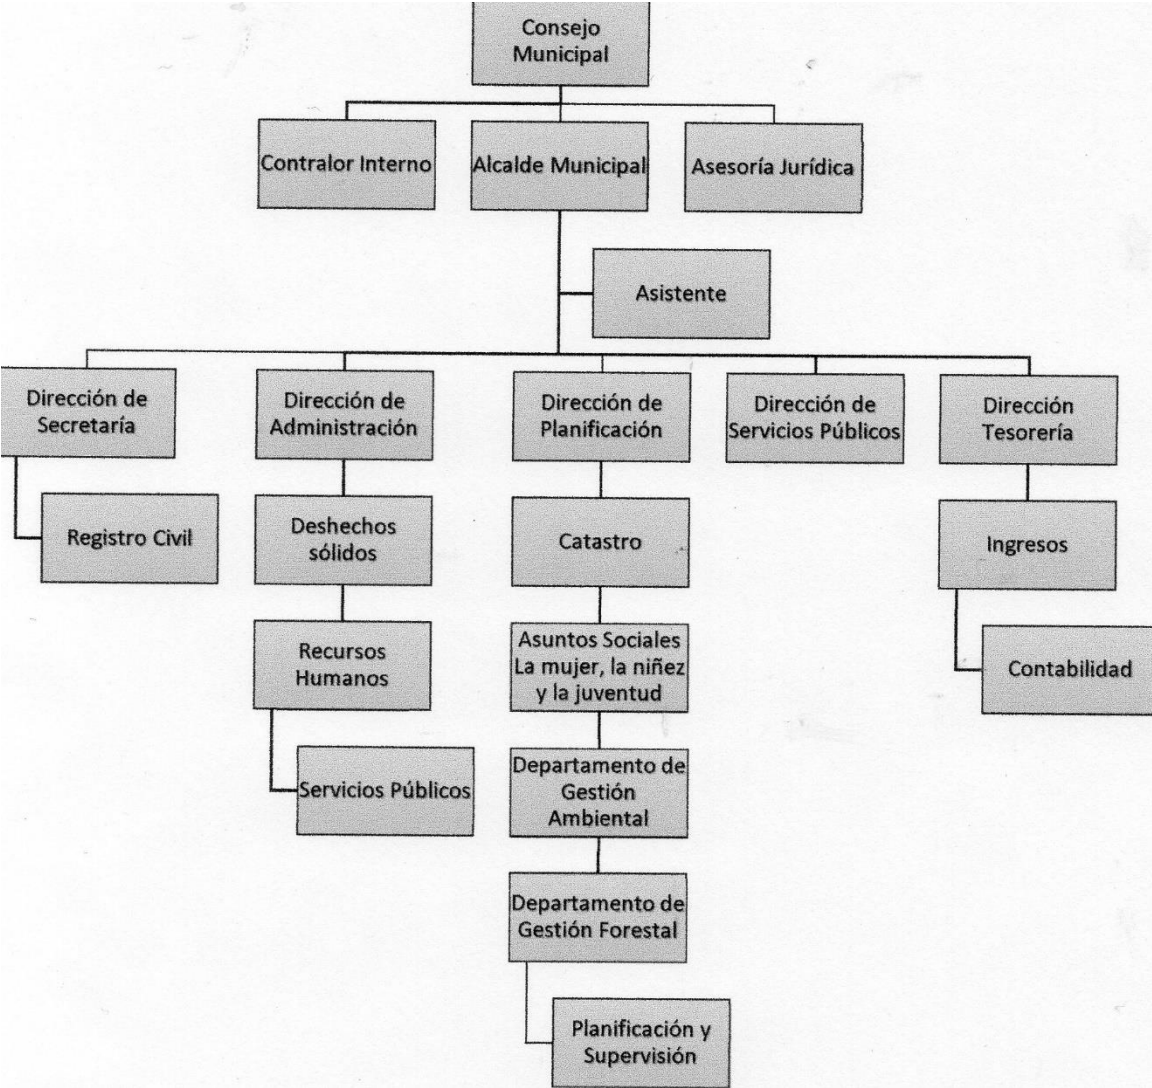 Consejo
Municipal
Contralor Interno
Alcalde Municipal
Asesoría Jurídica
Asistente
Dirección de
Secretaría
Dirección de
Administración
Dirección de
Planificación
Dirección de
Servicios Públicos
Dirección
Tesorería
Registro Civil
Deshechos
sólidos
Catastro
Ingresos
Recursos
Humanos
Asuntos Sociales
La mujer, la niñez
y la juventud
Contabilidad
Servicios Públicos
Departamento de
Gestión
Ambiental
Departamento de
Gestión Forestal
Planificación y
Supervisión